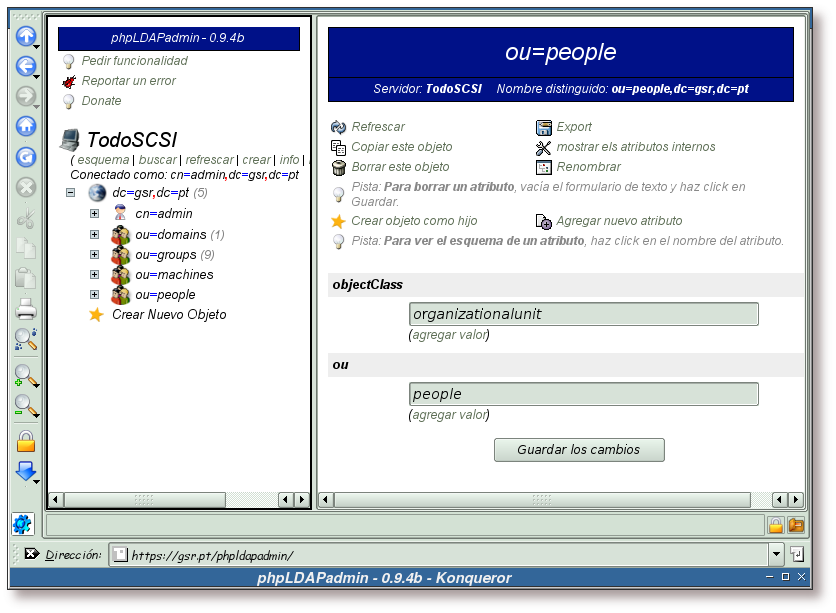 phpLDAPadmin - 0.9.4b
Pedir funcionalidad
Reportar un error
Donate
TodoSCSI
( esquema | buscar | refrescar | crear | info |
Conectado como: cn=admin,dc=gsr,dc=pt
dc=gsr,dc=pt (5)
cn=admin
ou=domains (1)
ou=groups (9)
ou=machines
ou=people
Crear Nuevo Objeto
ou=people
Servidor: TodoSCSI Nombre distinguido: ou=people,dc=gsr,dc=pt
Refrescar Export
Copiar este objeto mostrar els atributos internos
Borrar este objeto Renombrar
Pista: Para borrar un atributo, vacia el formulario de texto y haz click en
Guardar.
Crear objeto como hijo Agregar nuevo atributo
Pista: Para ver el esquema de un atributo, haz click en el nombre del atributo.
objectClass
organizationalunit
(agregar valor)
ou
people
(agregar valor)
Guardar los cambios
Dirección: https://gsr.pt/phpldapadmin/
phpLDAPadmin - 0.9.4b - Konqueror